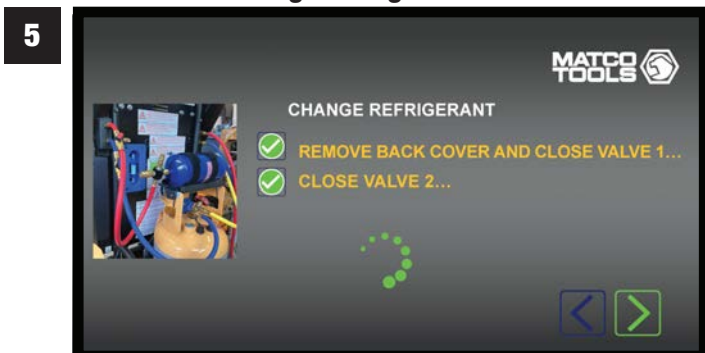 5
MATCO
TOOLS
CHANGE REFRIGERANT
REMOVE BACK COVER AND CLOSE VALVE 1...
CLOSE VALVE 2...